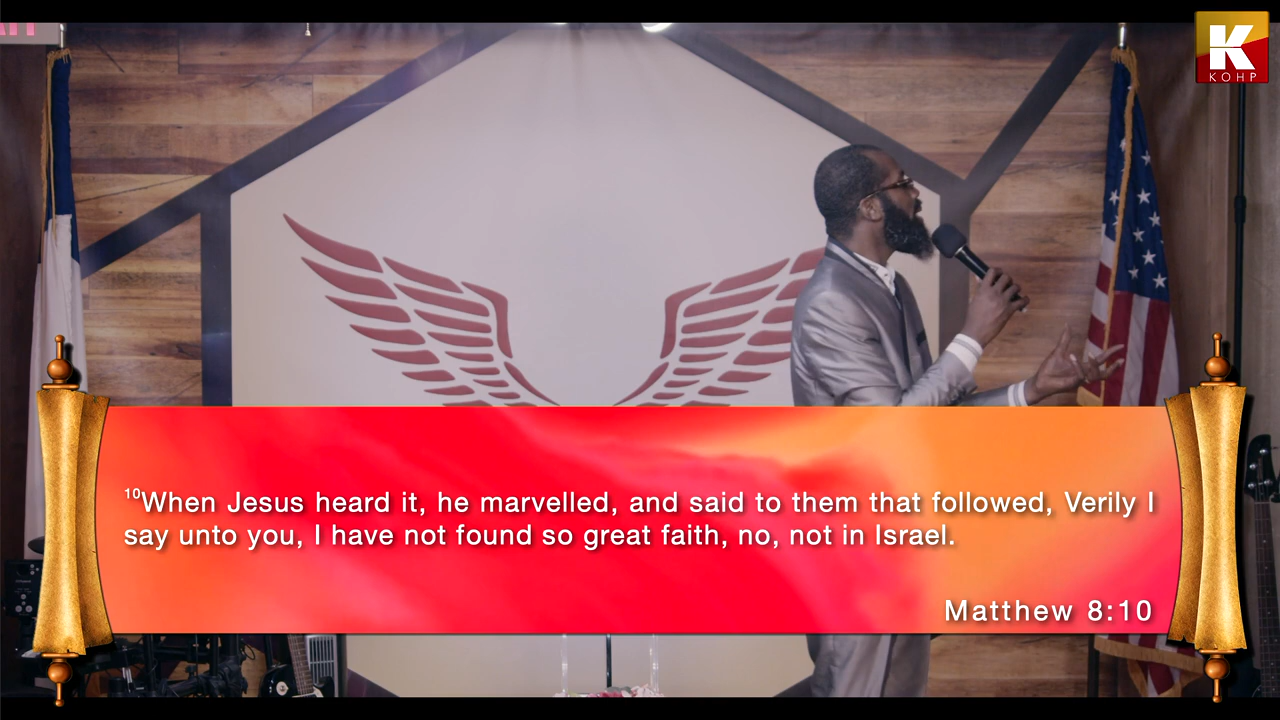 K
KOHP
¹⁰When Jesus heard it, he marvelled, and said to them that followed, Verily I
say unto you, I have not found so great faith, no, not in Israel.
Matthew 8:10